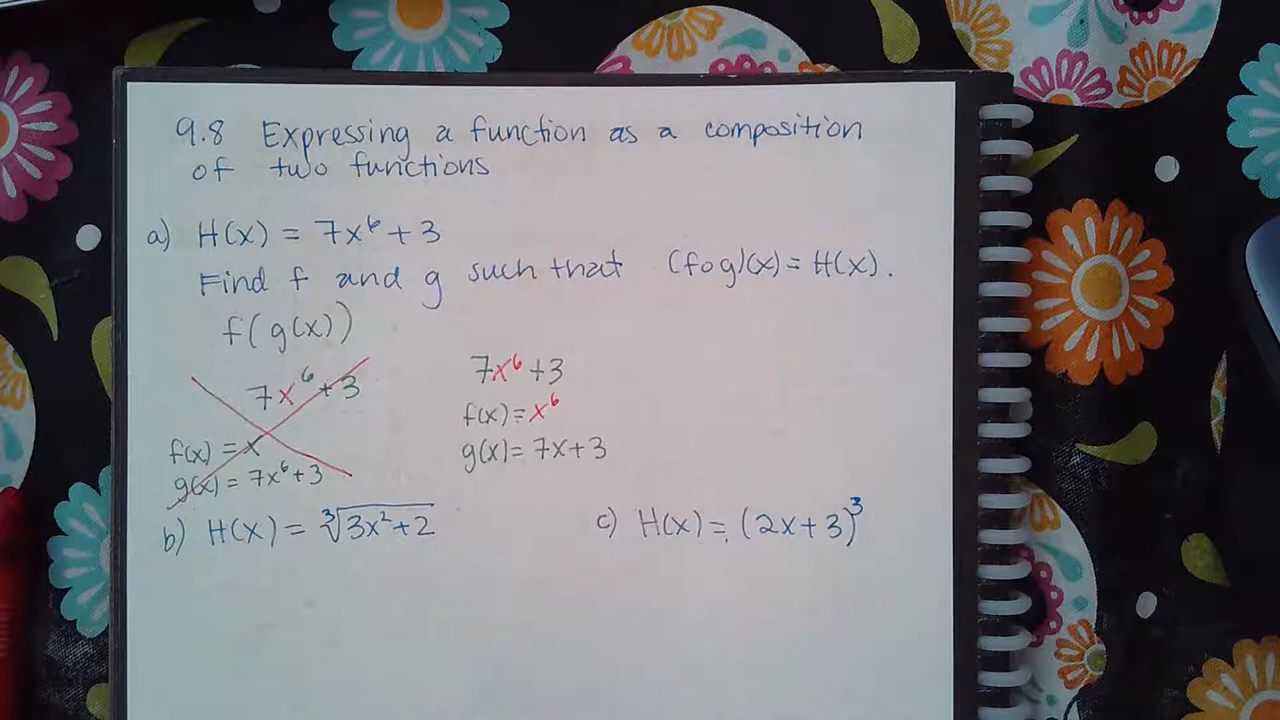 9.8 Expressing a function as a composition
of two functions
a) H(x) = 7x⁶ + 3
Find f and g such that (f∘g)(x) = H(x).
f(g(x))
7x⁶ + 3
7x⁶ + 3
f(x) = x⁶
f(x) = x
g(x) = 7x + 3
g(x) = 7x⁶ + 3
b) H(x) = ∛(3x² + 2)
c) H(x) = (2x + 3)³